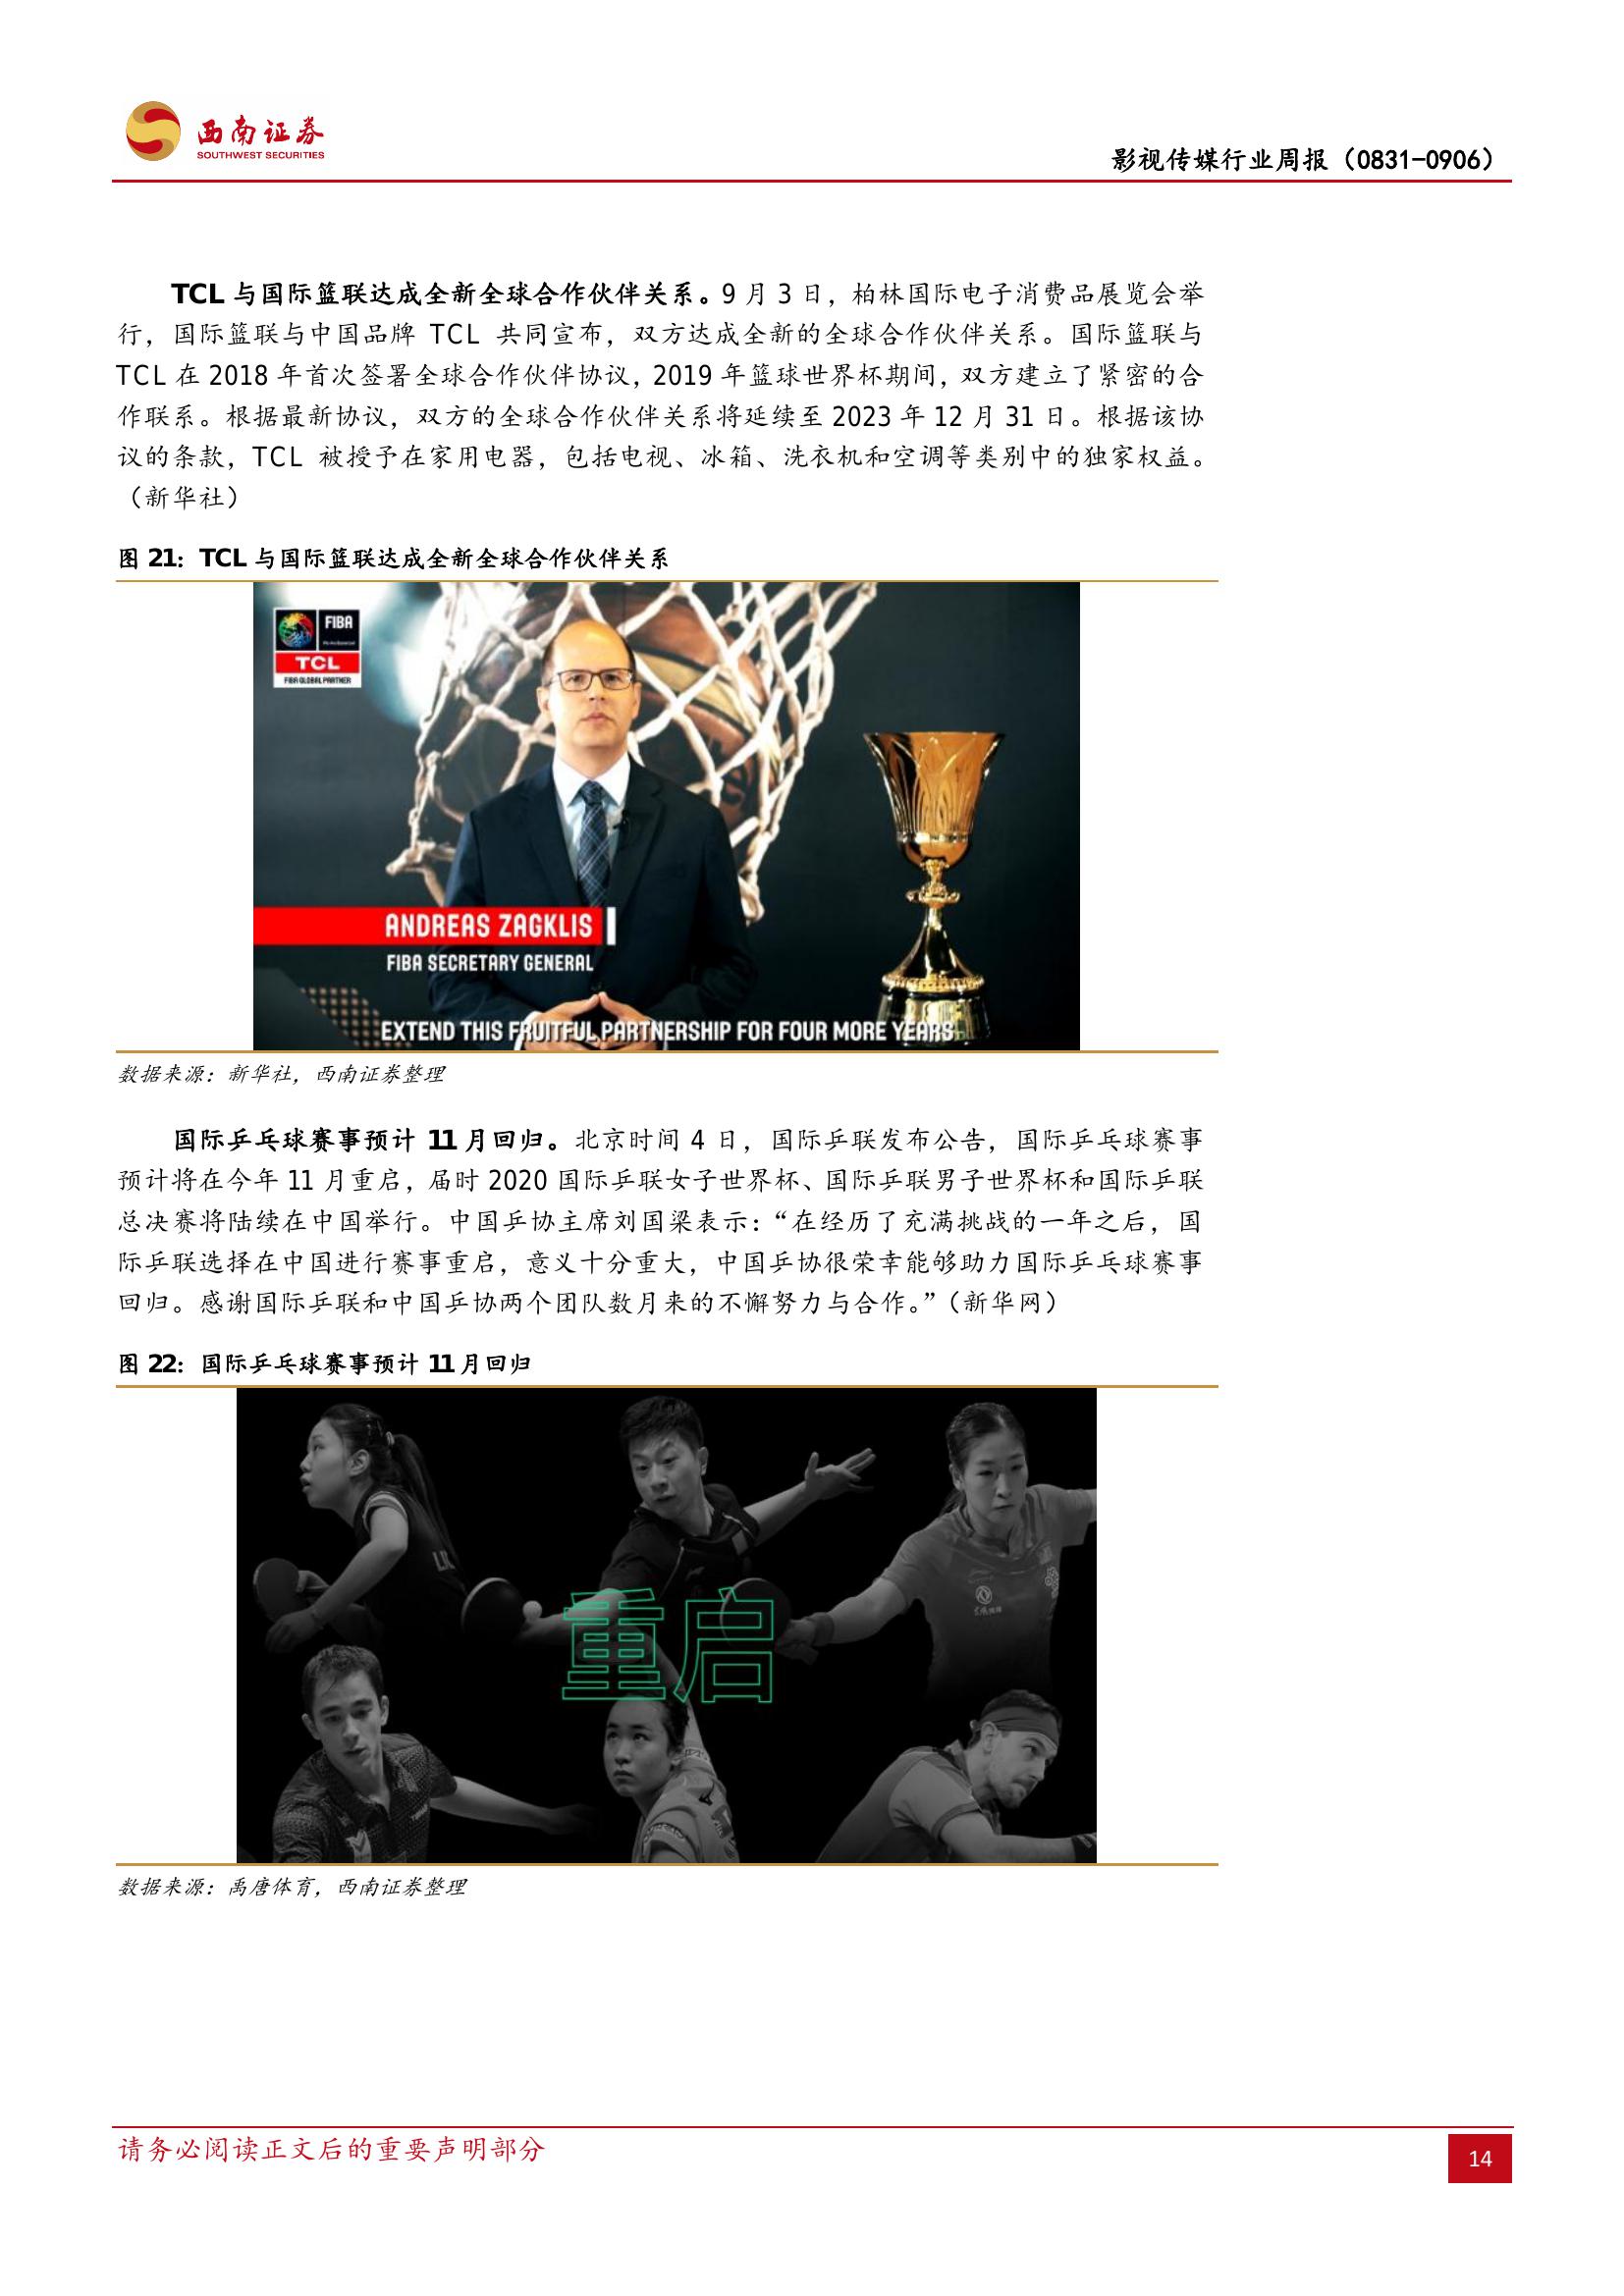 西南证券
SOUTHWEST SECURITIES
影视传媒行业周报（0831-0906）
TCL 与国际篮联达成全新全球合作伙伴关系。9 月 3 日，柏林国际电子消费品展览会举
行，国际篮联与中国品牌 TCL 共同宣布，双方达成全新的全球合作伙伴关系。国际篮联与
TCL 在 2018 年首次签署全球合作伙伴协议，2019 年篮球世界杯期间，双方建立了紧密的合
作联系。根据最新协议，双方的全球合作伙伴关系将延续至 2023 年 12 月 31 日。根据该协
议的条款，TCL 被授予在家用电器，包括电视、冰箱、洗衣机和空调等类别中的独家权益。
（新华社）
图 21：TCL 与国际篮联达成全新全球合作伙伴关系
FIBA
TCL
FIBA GLOBAL PARTNER
ANDREAS ZAGKLIS
FIBA SECRETARY GENERAL
EXTEND THIS FRUITFUL PARTNERSHIP FOR FOUR MORE YEARS.
数据来源：新华社，西南证券整理
国际乒乓球赛事预计 11 月回归。北京时间 4 日，国际乒联发布公告，国际乒乓球赛事
预计将在今年 11 月重启，届时 2020 国际乒联女子世界杯、国际乒联男子世界杯和国际乒联
总决赛将陆续在中国举行。中国乒协主席刘国梁表示：“在经历了充满挑战的一年之后，国
际乒联选择在中国进行赛事重启，意义十分重大，中国乒协很荣幸能够助力国际乒乓球赛事
回归。感谢国际乒联和中国乒协两个团队数月来的不懈努力与合作。”（新华网）
图 22：国际乒乓球赛事预计 11 月回归
重启
数据来源：禹唐体育，西南证券整理
请务必阅读正文后的重要声明部分
14